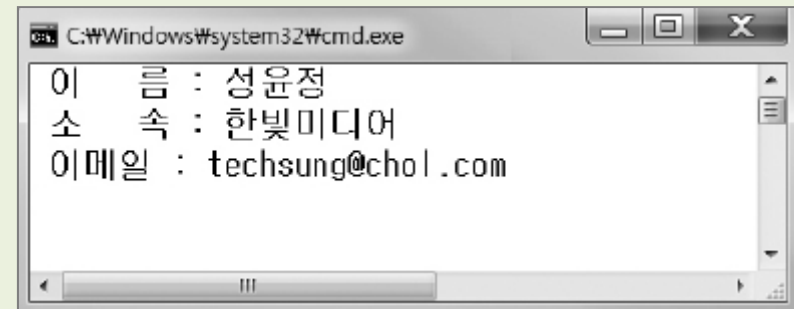 C:₩Windows₩system32₩cmd.exe
이   름 : 성윤정
소   속 : 한빛미디어
이메일 : techsung@chol.com